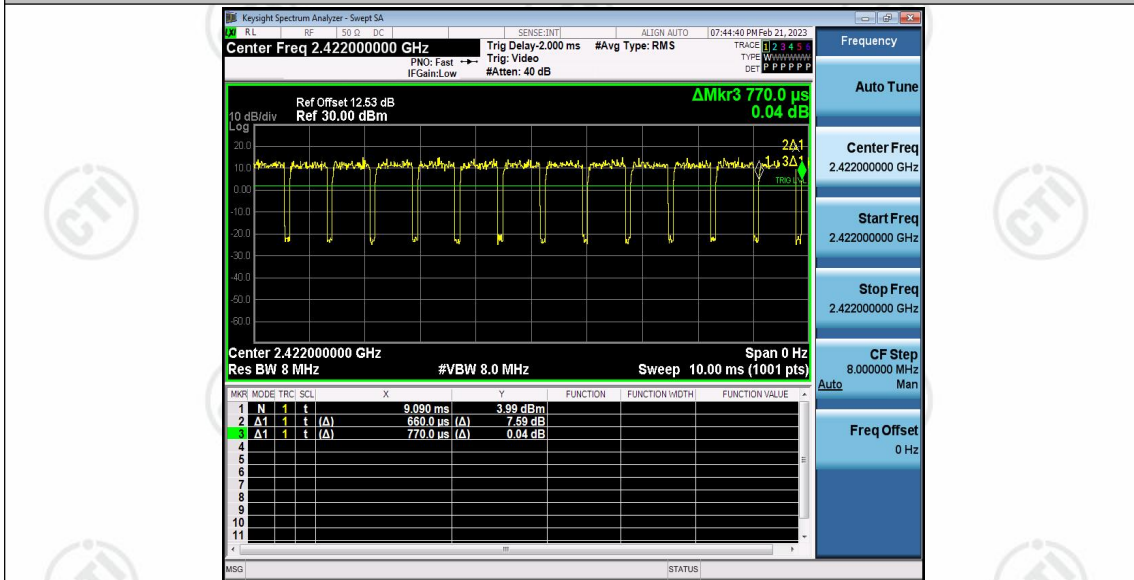 Keysight Spectrum Analyzer - Swept SA
LXI RL RF 50 Ω DC SENSE:INT ALIGN AUTO 07:44:40 PM Feb 21, 2023
Center Freq 2.422000000 GHz Trig Delay-2.000 ms #Avg Type: RMS TRACE 1 2 3 4 5 6
PNO: Fast Trig: Video TYPE WWWWWW
IFGain:Low #Atten: 40 dB DET P P P P P P
ΔMkr3 770.0 µs
0.04 dB
Ref Offset 12.53 dB
10 dB/div Ref 30.00 dBm
Log
20.0
10.0
0.00
-10.0
-20.0
-30.0
-40.0
-50.0
-60.0
2Δ1
3Δ1
Center 2.422000000 GHz Span 0 Hz
Res BW 8 MHz #VBW 8.0 MHz Sweep 10.00 ms (1001 pts)
MKR MODE TRC SCL X Y FUNCTION FUNCTION WIDTH FUNCTION VALUE
1 N 1 t 9.090 ms 3.99 dBm
2 Δ1 1 t (Δ) 660.0 µs (Δ) 7.59 dB
3 Δ1 1 t (Δ) 770.0 µs (Δ) 0.04 dB
4
5
6
7
8
9
10
11
MSG STATUS
Frequency
Auto Tune
Center Freq
2.422000000 GHz
Start Freq
2.422000000 GHz
Stop Freq
2.422000000 GHz
CF Step
8.000000 MHz
Auto Man
Freq Offset
0 Hz
CTI
CTI